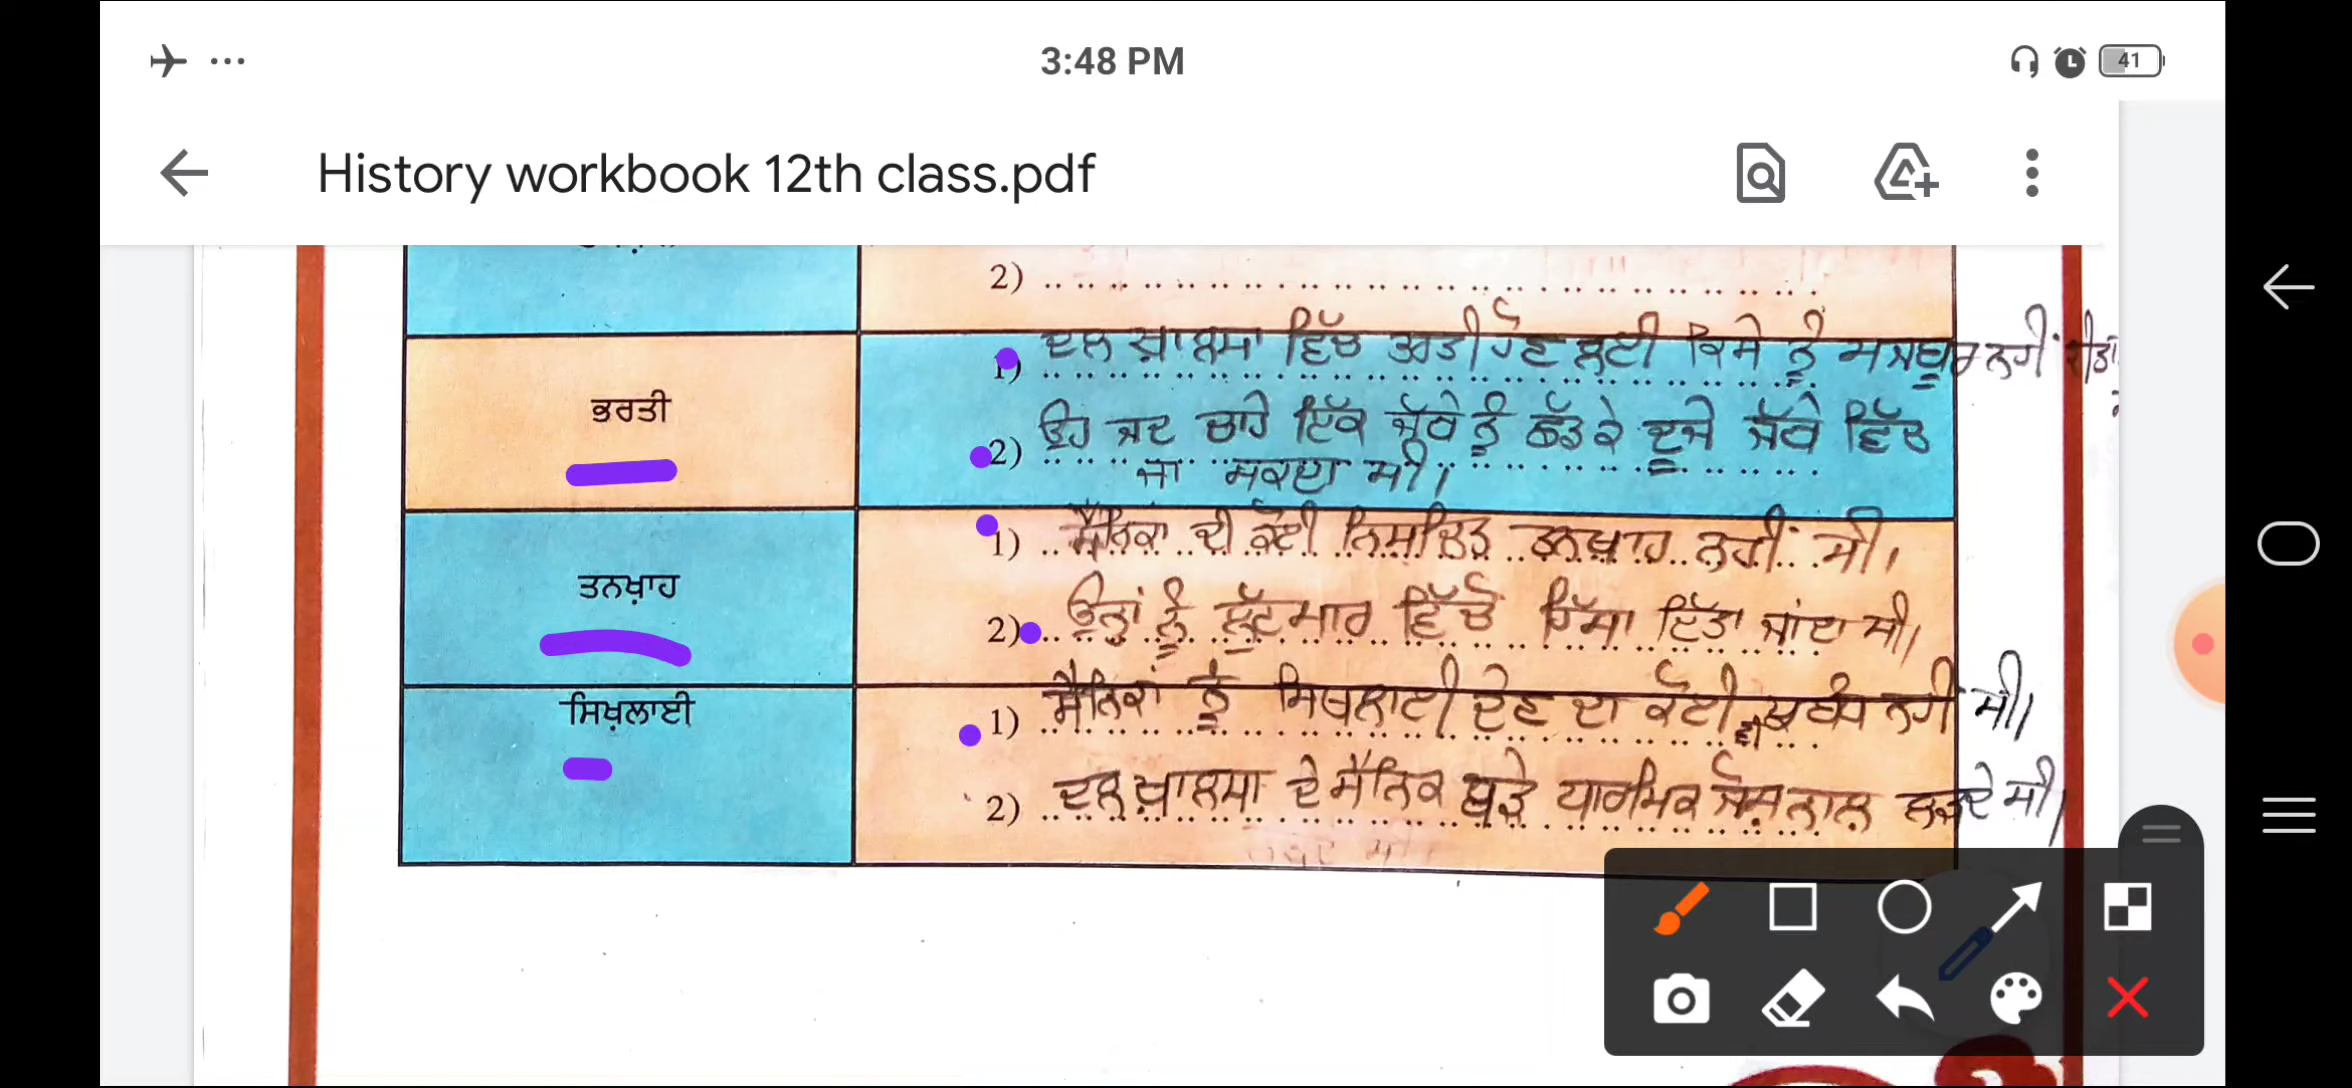 3:48 PM
41
History workbook 12th class.pdf
2)
ਭਰਤੀ
1) ਦਲ ਖ਼ਾਲਸਾ ਵਿੱਚ ਭਰਤੀ ਹੋਣ ਲਈ ਕਿਸੇ ਨੂੰ ਮਜਬੂਰ ਨਹੀਂ ਕੀਤਾ
2) ਉਹ ਜਦ ਚਾਹੇ ਇੱਕ ਜੱਥੇ ਨੂੰ ਛੱਡ ਕੇ ਦੂਜੇ ਜੱਥੇ ਵਿੱਚ
ਜਾ ਸਕਦਾ ਸੀ।
ਤਨਖ਼ਾਹ
1) ਸੈਨਿਕਾਂ ਦੀ ਕੋਈ ਨਿਸ਼ਚਿਤ ਤਨਖ਼ਾਹ ਨਹੀਂ ਸੀ।
2) ਉਨ੍ਹਾਂ ਨੂੰ ਲੁੱਟਮਾਰ ਵਿੱਚੋਂ ਹਿੱਸਾ ਦਿੱਤਾ ਜਾਂਦਾ ਸੀ।
ਸਿਖ਼ਲਾਈ
1) ਸੈਨਿਕਾਂ ਨੂੰ ਸਿਖਲਾਈ ਦੇਣ ਦਾ ਕੋਈ ਵੀ ਪ੍ਰਬੰਧ ਨਹੀਂ ਸੀ।
2) ਦਲ ਖ਼ਾਲਸਾ ਦੇ ਸੈਨਿਕ ਬੜੇ ਧਾਰਮਿਕ ਜੋਸ਼ ਨਾਲ ਲੜਦੇ ਸੀ।